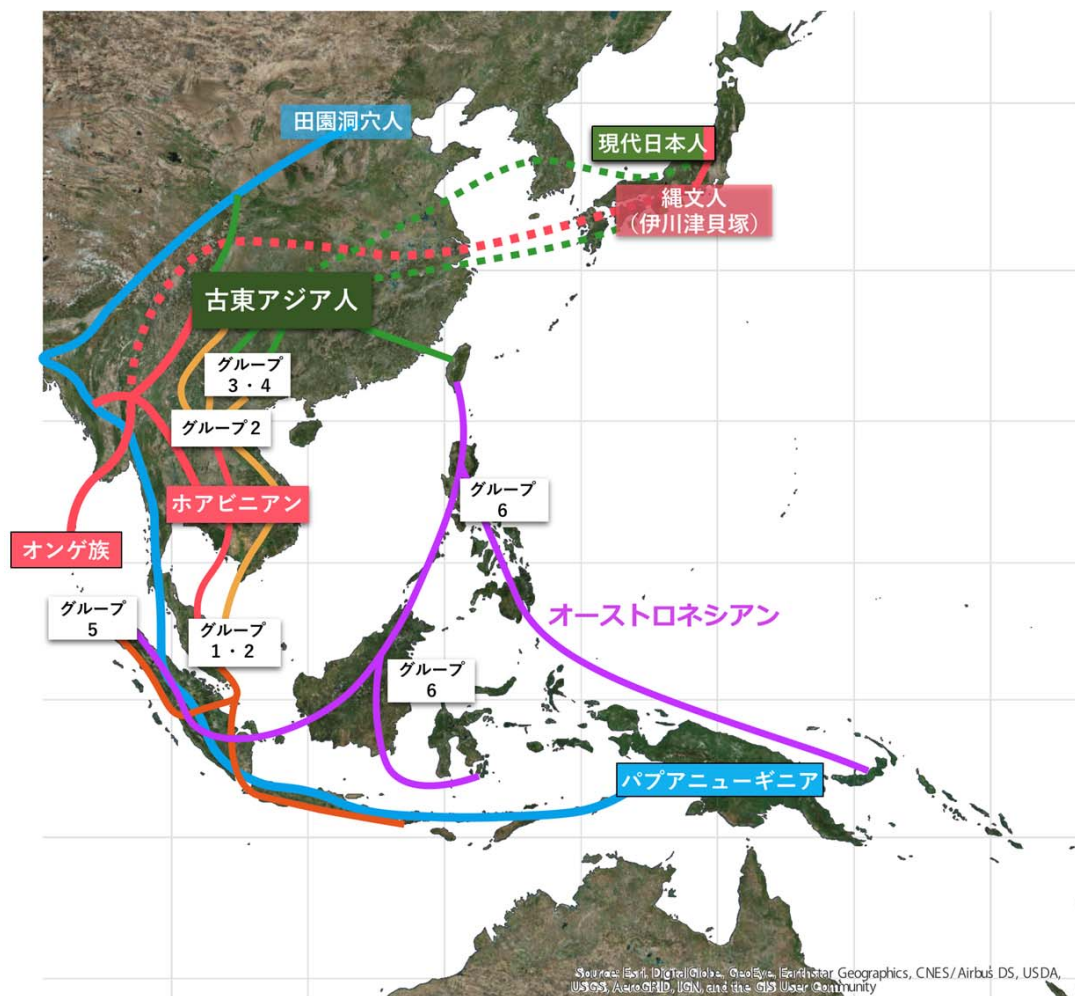 田園洞穴人
現代日本人
縄文人
（伊川津貝塚）
古東アジア人
グループ
3・4
グループ2
グループ
6
ホアビニアン
オンゲ族
グループ
5
オーストロネシアン
グループ
1・2
グループ
6
パプアニューギニア
Source: Esri, DigitalGlobe, GeoEye, Earthstar Geographics, CNES/Airbus DS, USDA,
USGS, AeroGRID, IGN, and the GIS User Community